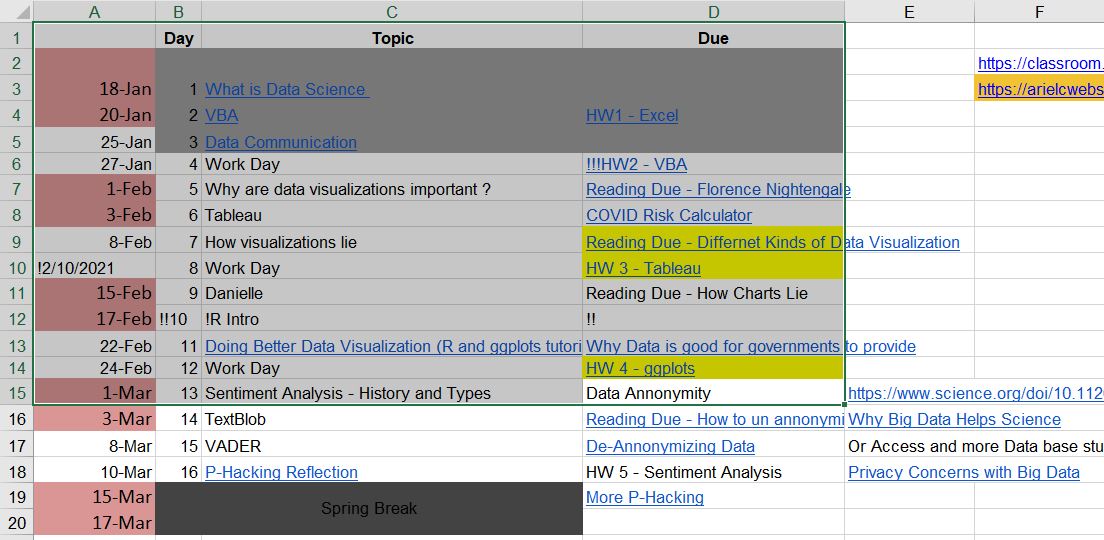 A B C D E F
1 Day Topic Due
2 https://classroom.
3 18-Jan 1 What is Data Science https://arielcwebs
4 20-Jan 2 VBA HW1 - Excel
5 25-Jan 3 Data Communication
6 27-Jan 4 Work Day !!!HW2 - VBA
7 1-Feb 5 Why are data visualizations important ? Reading Due - Florence Nightengale
8 3-Feb 6 Tableau COVID Risk Calculator
9 8-Feb 7 How visualizations lie Reading Due - Differnet Kinds of Data Visualization
10 !2/10/2021 8 Work Day HW 3 - Tableau
11 15-Feb 9 Danielle Reading Due - How Charts Lie
12 17-Feb !!10 !R Intro !!
13 22-Feb 11 Doing Better Data Visualization (R and ggplots tutori Why Data is good for governments to provide
14 24-Feb 12 Work Day HW 4 - ggplots
15 1-Mar 13 Sentiment Analysis - History and Types Data Annonymity https://www.science.org/doi/10.112
16 3-Mar 14 TextBlob Reading Due - How to un annonymi Why Big Data Helps Science
17 8-Mar 15 VADER De-Annonymizing Data Or Access and more Data base stu
18 10-Mar 16 P-Hacking Reflection HW 5 - Sentiment Analysis Privacy Concerns with Big Data
19 15-Mar Spring Break More P-Hacking
20 17-Mar